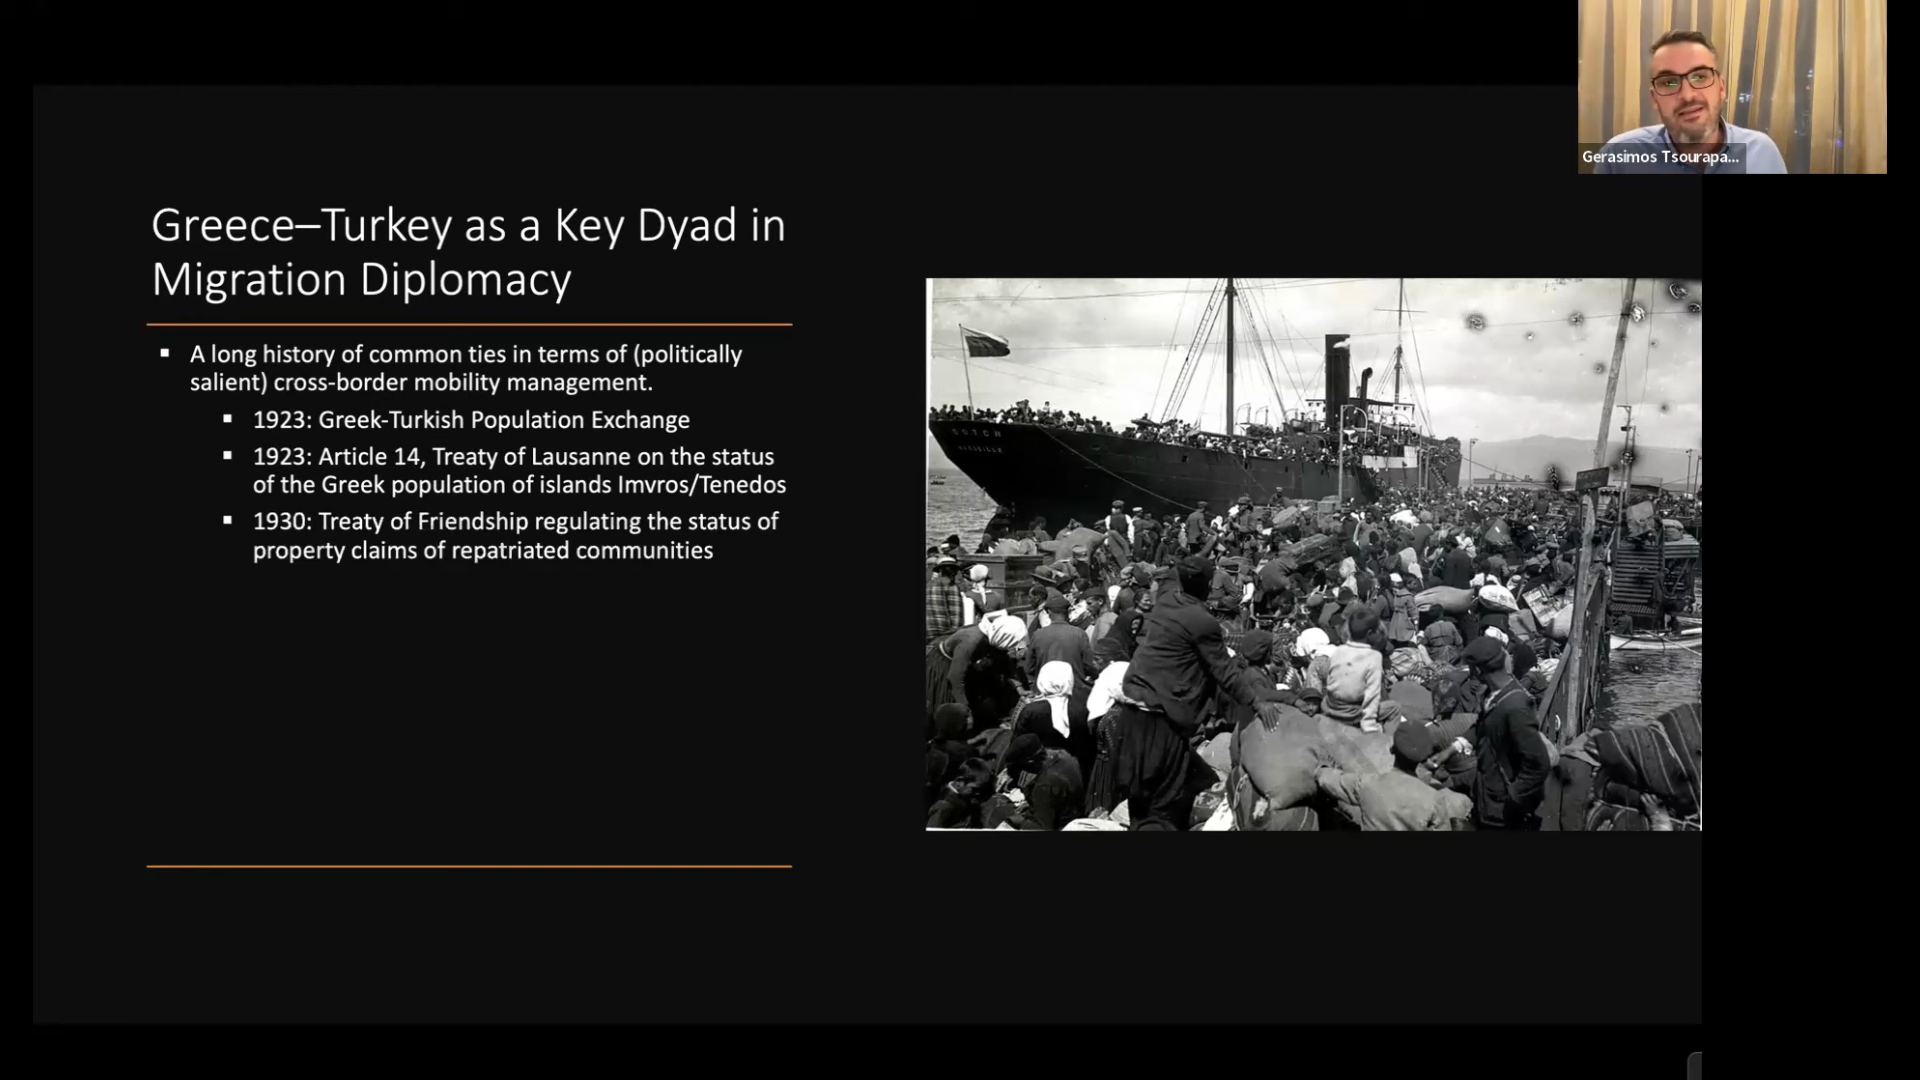 Gerasimos Tsourapa...
Greece–Turkey as a Key Dyad in
Migration Diplomacy
▪ A long history of common ties in terms of (politically
salient) cross-border mobility management.
▪ 1923: Greek-Turkish Population Exchange
▪ 1923: Article 14, Treaty of Lausanne on the status
of the Greek population of islands Imvros/Tenedos
▪ 1930: Treaty of Friendship regulating the status of
property claims of repatriated communities